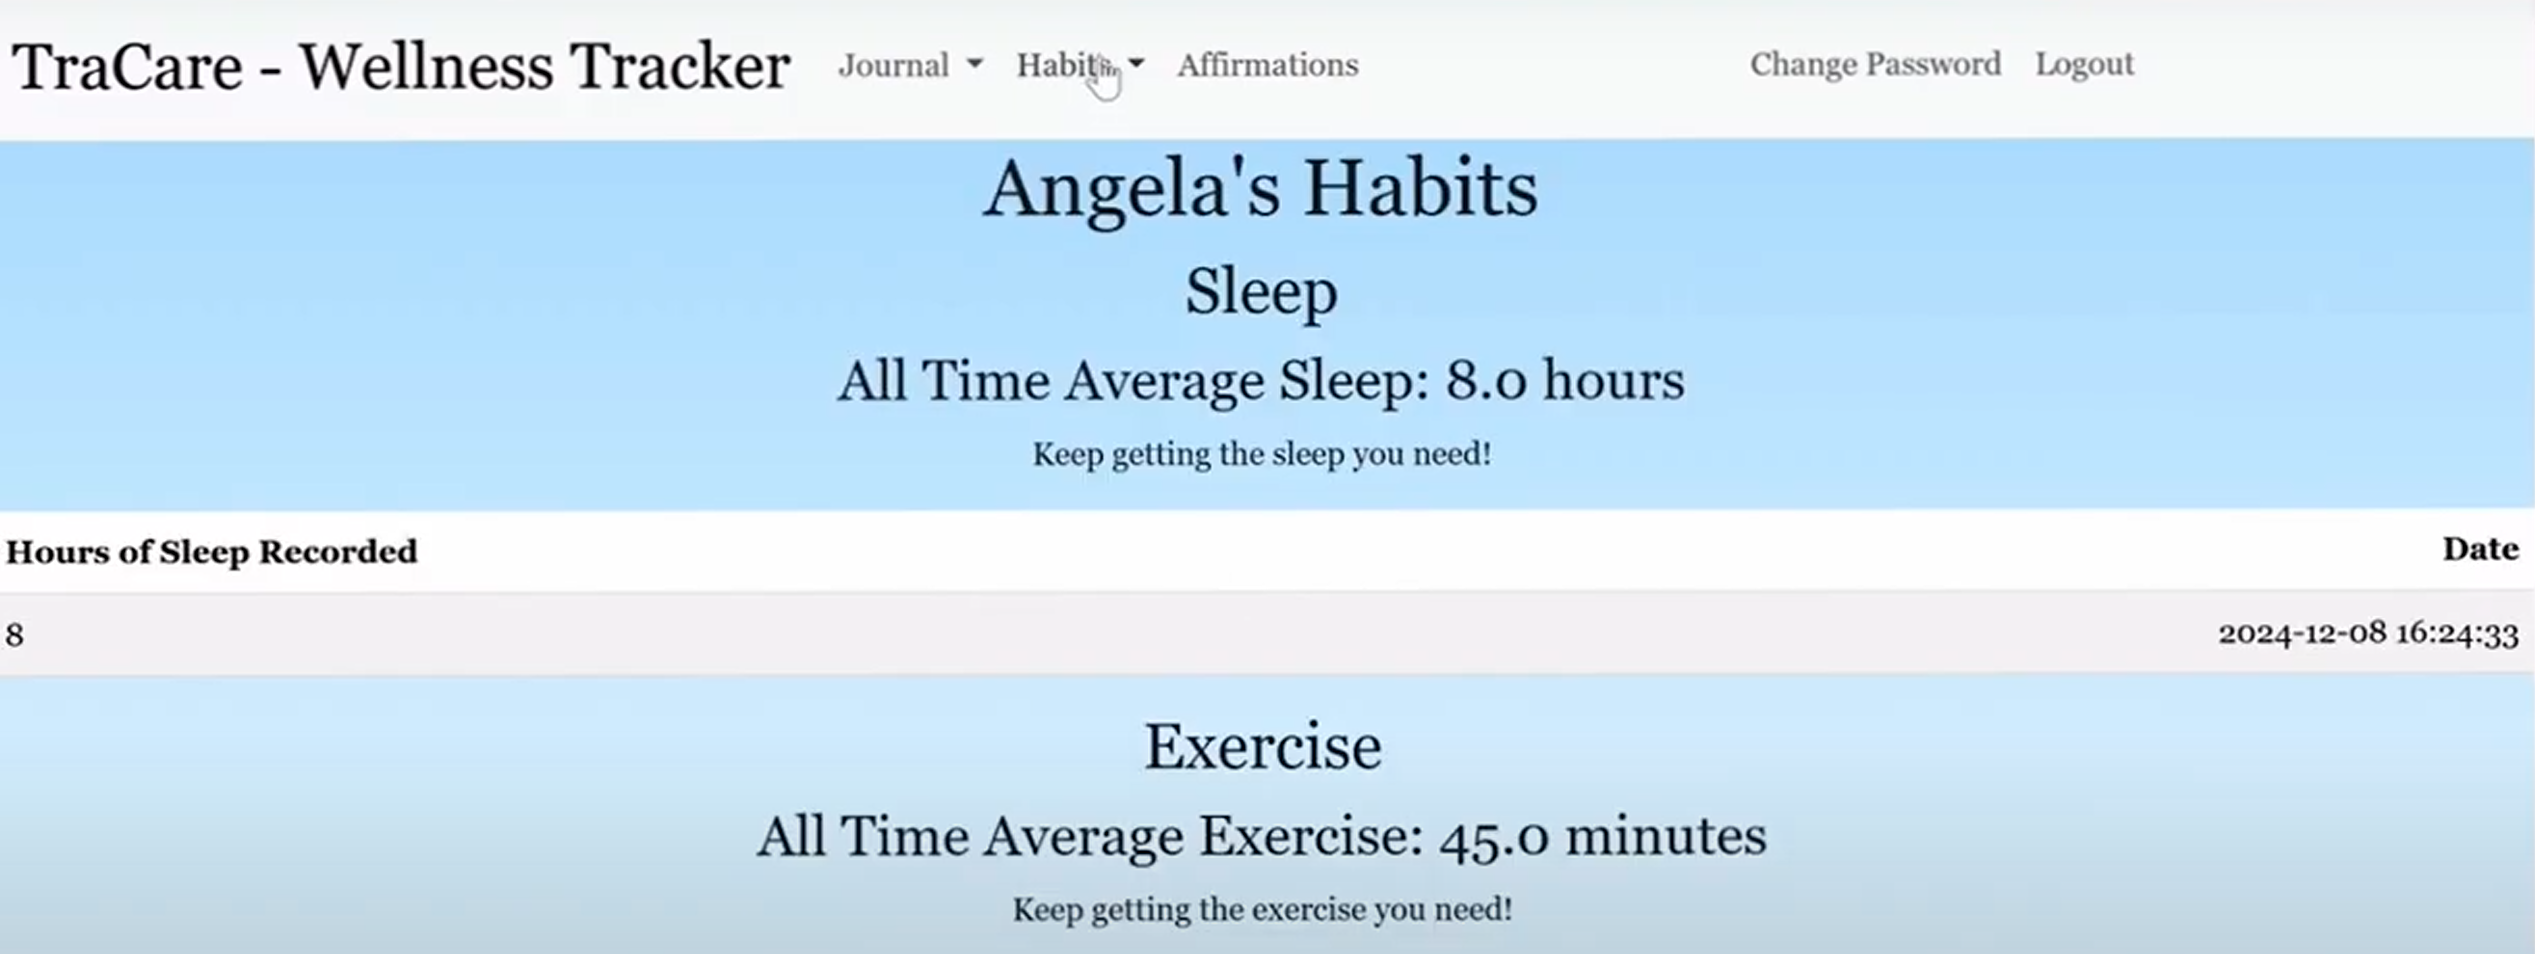 TraCare - Wellness Tracker Journal Habits Affirmations Change Password Logout
Angela's Habits
Sleep
All Time Average Sleep: 8.0 hours
Keep getting the sleep you need!
Hours of Sleep Recorded Date
8 2024-12-08 16:24:33
Exercise
All Time Average Exercise: 45.0 minutes
Keep getting the exercise you need!